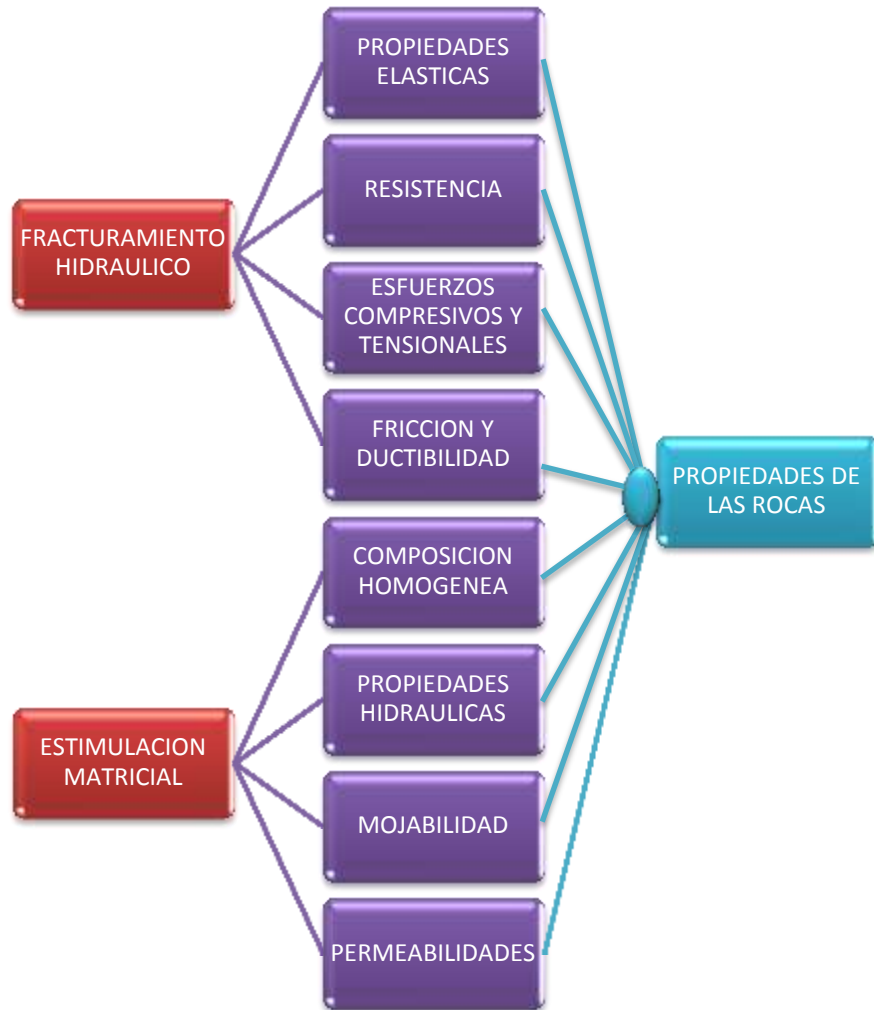 PROPIEDADES
ELASTICAS
RESISTENCIA
FRACTURAMIENTO
HIDRAULICO
ESFUERZOS
COMPRESIVOS Y
TENSIONALES
FRICCION Y
DUCTIBILIDAD
PROPIEDADES DE
LAS ROCAS
COMPOSICION
HOMOGENEA
PROPIEDADES
HIDRAULICAS
ESTIMULACION
MATRICIAL
MOJABILIDAD
PERMEABILIDADES